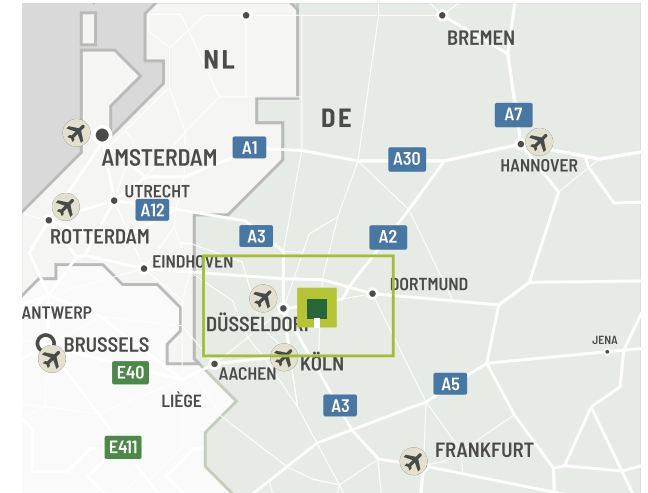 BREMEN
NL
A7
DE
AMSTERDAM
A1
A30
HANNOVER
UTRECHT
A12
ROTTERDAM
A3
A2
EINDHOVEN
DORTMUND
ANTWERP
DÜSSELDORF
BRUSSELS
JENA
KÖLN
E40
AACHEN
A5
LIÈGE
A3
E411
FRANKFURT